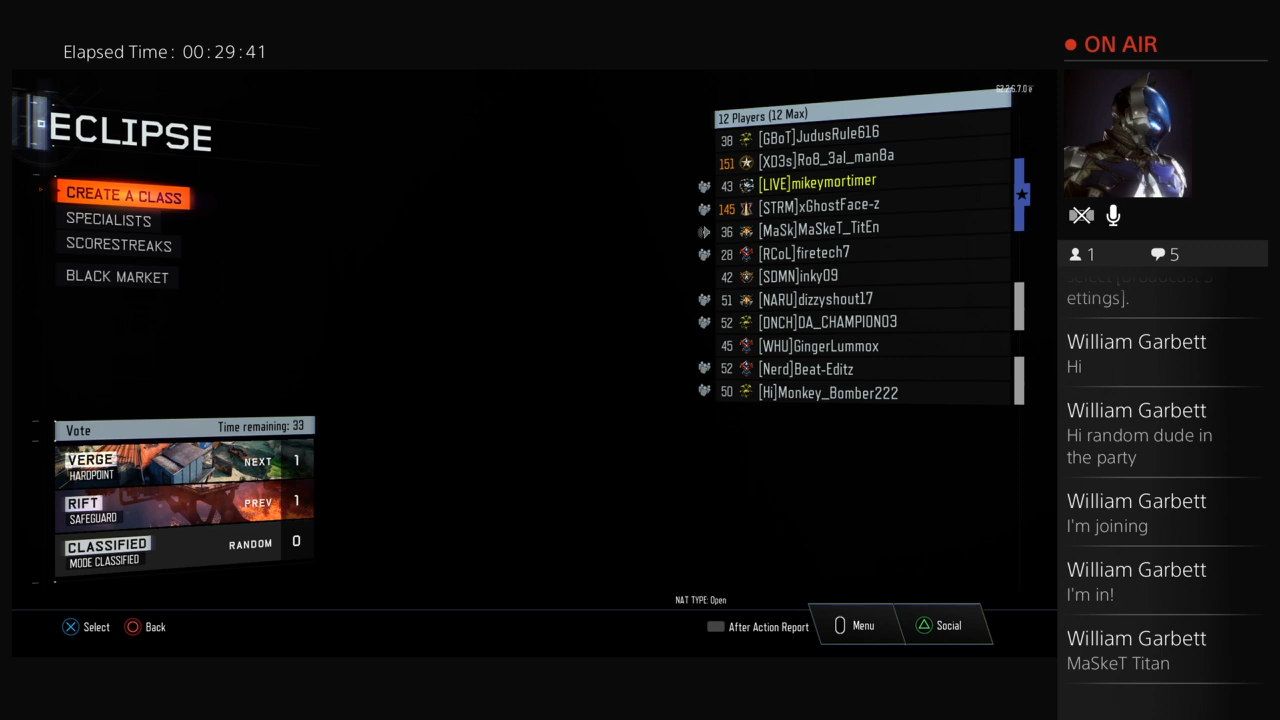 Elapsed Time: 00:29:41
ECLIPSE
CREATE A CLASS
SPECIALISTS
SCORESTREAKS
BLACK MARKET
12 Players (12 Max)
38 [GBoT]JudusRule616
151 [XD3s]Ro8_3al_man8a
43 [LIVE]mikeymortimer
145 [STRM]xGhostFace-z
36 [MaSk]MaSkeT_TitEn
28 [RCoL]firetech7
42 [SDMN]inky09
51 [NARU]dizzyshout17
52 [DNCH]DA_CHAMPION03
45 [WHU]GingerLummox
52 [Nerd]Beat-Editz
50 [Hi]Monkey_Bomber222
Vote Time remaining: 33
VERGE NEXT 1
HARDPOINT
RIFT PREV 1
SAFEGUARD
CLASSIFIED RANDOM 0
MODE CLASSIFIED
NAT TYPE: Open
Select Back After Action Report Menu Social
ON AIR
1 5
ettings].
William Garbett
Hi
William Garbett
Hi random dude in
the party
William Garbett
I'm joining
William Garbett
I'm in!
William Garbett
MaSkeT Titan